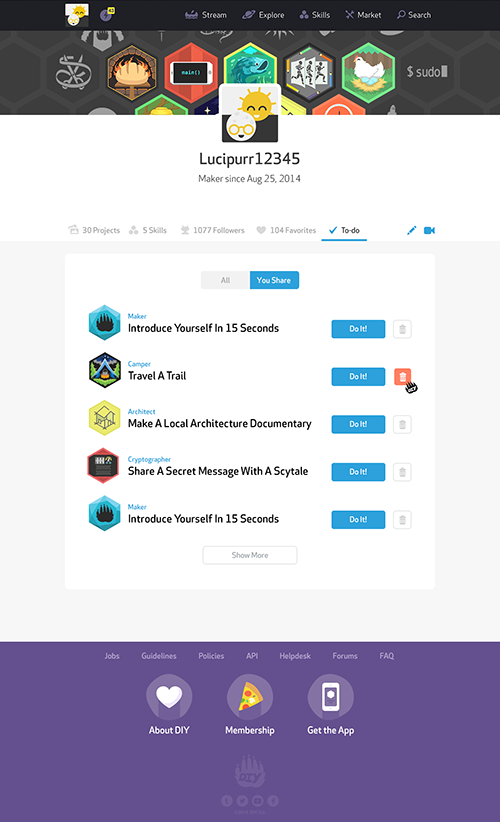 42
Stream
Explore
Skills
Market
Search
main()
$ sudo
Lucipurr12345
Maker since Aug 25, 2014
30 Projects
5 Skills
1077 Followers
104 Favorites
To-do
All
You Share
Maker
Introduce Yourself In 15 Seconds
Do It!
Camper
Travel A Trail
Do It!
Architect
Make A Local Architecture Documentary
Do It!
Cryptographer
Share A Secret Message With A Scytale
Do It!
Maker
Introduce Yourself In 15 Seconds
Do It!
Show More
Jobs
Guidelines
Policies
API
Helpdesk
Forums
FAQ
About DIY
Membership
Get the App
DIY